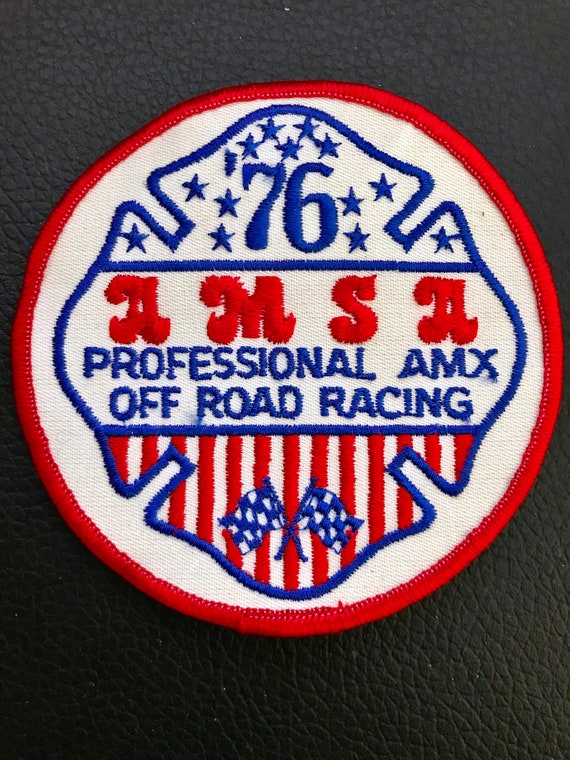 '76
AMSA
PROFESSIONAL AMX
OFF ROAD RACING